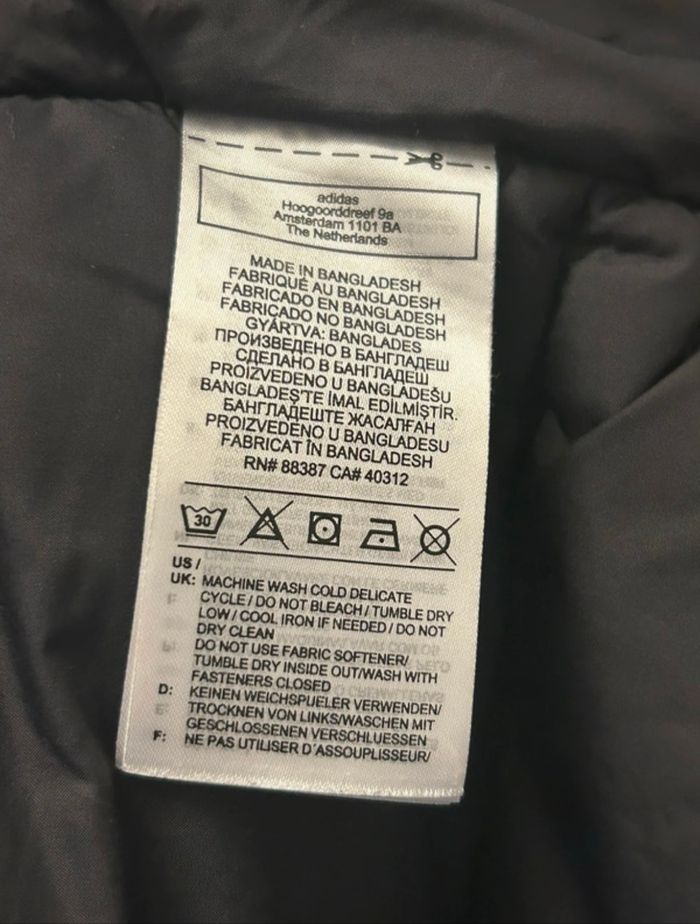 adidas
Hoogoorddreef 9a
Amsterdam 1101 BA
The Netherlands
MADE IN BANGLADESH
FABRIQUÉ AU BANGLADESH
FABRICADO EN BANGLADESH
FABRICADO NO BANGLADESH
GYÁRTVA: BANGLADES
ПРОИЗВЕДЕНО В БАНГЛАДЕШ
СДЕЛАНО В БАНГЛАДЕШ
PROIZVEDENO U BANGLADEŠU
BANGLADEŞ'TE İMAL EDİLMİŞTİR.
БАНГЛАДЕШТЕ ЖАСАЛҒАН
PROIZVEDENO U BANGLADESU
FABRICAT ÎN BANGLADESH
RN# 88387 CA# 40312
30
US /
UK: MACHINE WASH COLD DELICATE
CYCLE / DO NOT BLEACH / TUMBLE DRY
LOW / COOL IRON IF NEEDED / DO NOT
DRY CLEAN
DO NOT USE FABRIC SOFTENER/
TUMBLE DRY INSIDE OUT/WASH WITH
FASTENERS CLOSED
D: KEINEN WEICHSPUELER VERWENDEN/
TROCKNEN VON LINKS/WASCHEN MIT
GESCHLOSSENEN VERSCHLUESSEN
F: NE PAS UTILISER D´ASSOUPLISSEUR/